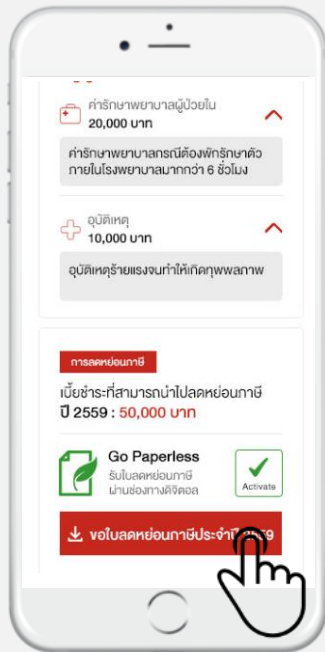 ค่ารักษาพยาบาลผู้ป่วยใน
20,000 บาท
ค่ารักษาพยาบาลกรณีต้องพักรักษาตัว
ภายในโรงพยาบาลมากกว่า 6 ชั่วโมง
อุบัติเหตุ
10,000 บาท
อุบัติเหตุร้ายแรงจนทำให้เกิดทุพพลภาพ
การลดหย่อนภาษี
เบี้ยชำระที่สามารถนำไปลดหย่อนภาษี
ปี 2559 : 50,000 บาท
Go Paperless
รับใบลดหย่อนภาษี
ผ่านช่องทางดิจิตอล
Activate
ขอใบลดหย่อนภาษีประจำปี 2559